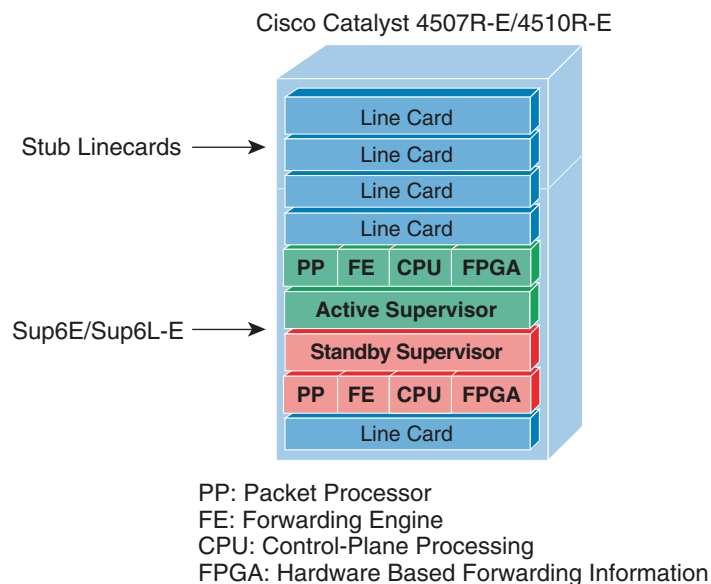 Cisco Catalyst 4507R-E/4510R-E
Line Card
Stub Linecards
Line Card
Line Card
Line Card
PP FE CPU FPGA
Active Supervisor
Sup6E/Sup6L-E
Standby Supervisor
PP FE CPU FPGA
Line Card
PP: Packet Processor
FE: Forwarding Engine
CPU: Control-Plane Processing
FPGA: Hardware Based Forwarding Information